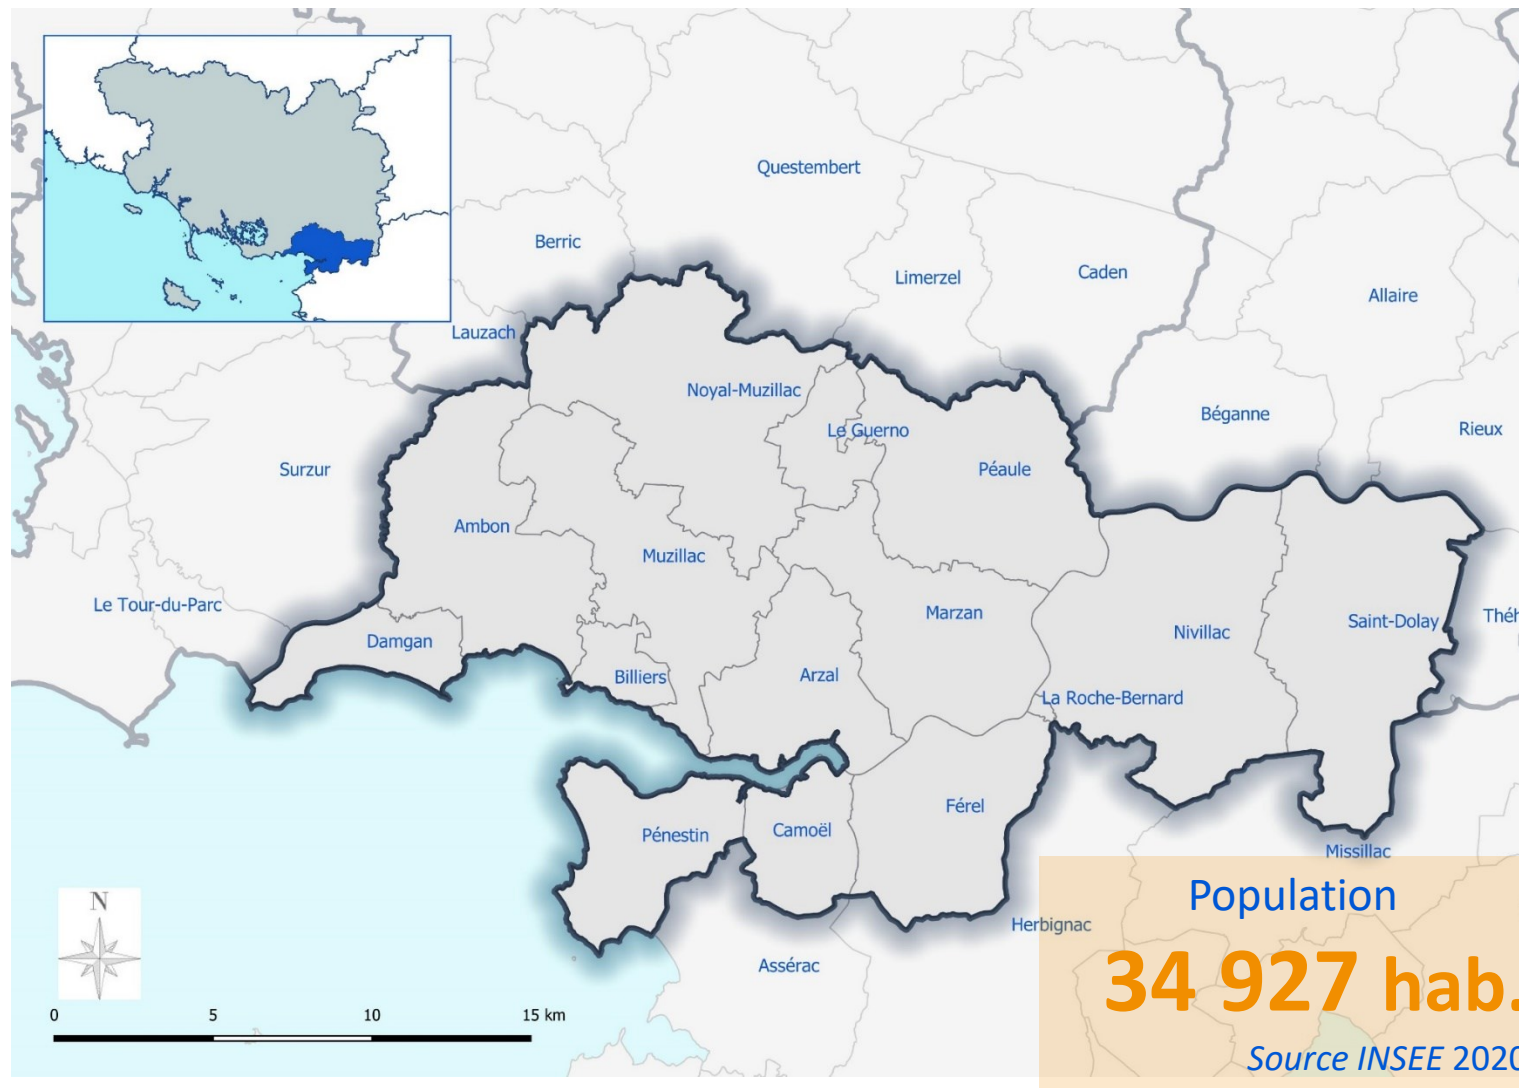 Questembert
Berric
Limerzel
Caden
Allaire
Lauzach
Noyal-Muzillac
Béganne
Le Guerno
Rieux
Surzur
Péaule
Ambon
Muzillac
Le Tour-du-Parc
Marzan
Théh
Saint-Dolay
Nivillac
Damgan
Billiers
Arzal
La Roche-Bernard
Férel
Pénestin
Camoël
Missillac
Population
N
Herbignac
Assérac
34 927 hab.
0 5 10 15 km
Source INSEE 2020